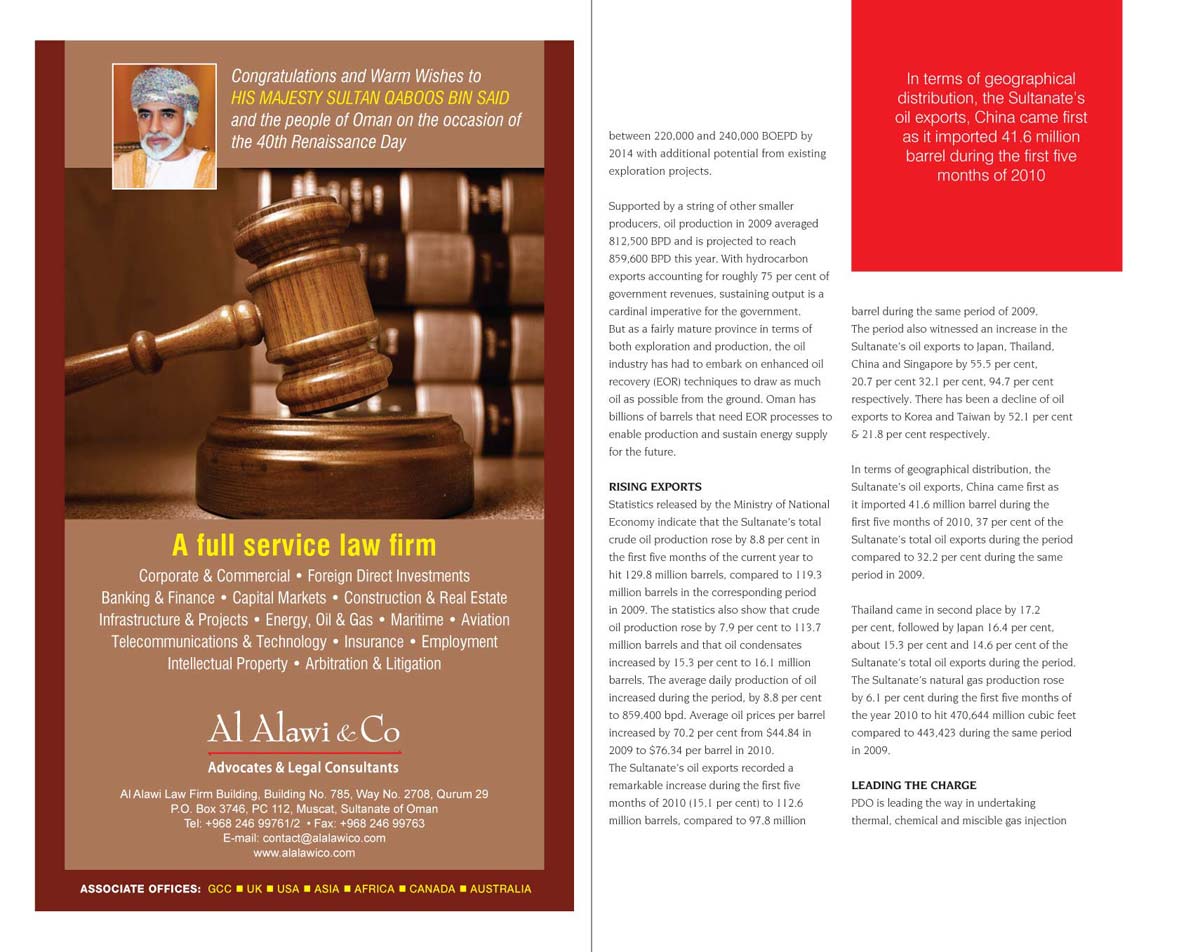 Congratulations and Warm Wishes to
HIS MAJESTY SULTAN QABOOS BIN SAID
and the people of Oman on the occasion of
the 40th Renaissance Day
A full service law firm
Corporate & Commercial • Foreign Direct Investments
Banking & Finance • Capital Markets • Construction & Real Estate
Infrastructure & Projects • Energy, Oil & Gas • Maritime • Aviation
Telecommunications & Technology • Insurance • Employment
Intellectual Property • Arbitration & Litigation
Al Alawi & Co
Advocates & Legal Consultants
Al Alawi Law Firm Building, Building No. 785, Way No. 2708, Qurum 29
P.O. Box 3746, PC 112, Muscat, Sultanate of Oman
Tel: +968 246 99761/2 • Fax: +968 246 99763
E-mail: contact@alalawico.com
www.alalawico.com
ASSOCIATE OFFICES: GCC ■ UK ■ USA ■ ASIA ■ AFRICA ■ CANADA ■ AUSTRALIA
between 220,000 and 240,000 BOEPD by
2014 with additional potential from existing
exploration projects.
Supported by a string of other smaller
producers, oil production in 2009 averaged
812,500 BPD and is projected to reach
859,600 BPD this year. With hydrocarbon
exports accounting for roughly 75 per cent of
government revenues, sustaining output is a
cardinal imperative for the government.
But as a fairly mature province in terms of
both exploration and production, the oil
industry has had to embark on enhanced oil
recovery (EOR) techniques to draw as much
oil as possible from the ground. Oman has
billions of barrels that need EOR processes to
enable production and sustain energy supply
for the future.
RISING EXPORTS
Statistics released by the Ministry of National
Economy indicate that the Sultanate's total
crude oil production rose by 8.8 per cent in
the first five months of the current year to
hit 129.8 million barrels, compared to 119.3
million barrels in the corresponding period
in 2009. The statistics also show that crude
oil production rose by 7.9 per cent to 113.7
million barrels and that oil condensates
increased by 15.3 per cent to 16.1 million
barrels. The average daily production of oil
increased during the period, by 8.8 per cent
to 859.400 bpd. Average oil prices per barrel
increased by 70.2 per cent from $44.84 in
2009 to $76.34 per barrel in 2010.
The Sultanate's oil exports recorded a
remarkable increase during the first five
months of 2010 (15.1 per cent) to 112.6
million barrels, compared to 97.8 million
In terms of geographical
distribution, the Sultanate's
oil exports, China came first
as it imported 41.6 million
barrel during the first five
months of 2010
barrel during the same period of 2009.
The period also witnessed an increase in the
Sultanate's oil exports to Japan, Thailand,
China and Singapore by 55.5 per cent,
20.7 per cent 32.1 per cent, 94.7 per cent
respectively. There has been a decline of oil
exports to Korea and Taiwan by 52.1 per cent
& 21.8 per cent respectively.
In terms of geographical distribution, the
Sultanate's oil exports, China came first as
it imported 41.6 million barrel during the
first five months of 2010, 37 per cent of the
Sultanate's total oil exports during the period
compared to 32.2 per cent during the same
period in 2009.
Thailand came in second place by 17.2
per cent, followed by Japan 16.4 per cent,
about 15.3 per cent and 14.6 per cent of the
Sultanate's total oil exports during the period.
The Sultanate's natural gas production rose
by 6.1 per cent during the first five months of
the year 2010 to hit 470,644 million cubic feet
compared to 443,423 during the same period
in 2009.
LEADING THE CHARGE
PDO is leading the way in undertaking
thermal, chemical and miscible gas injection